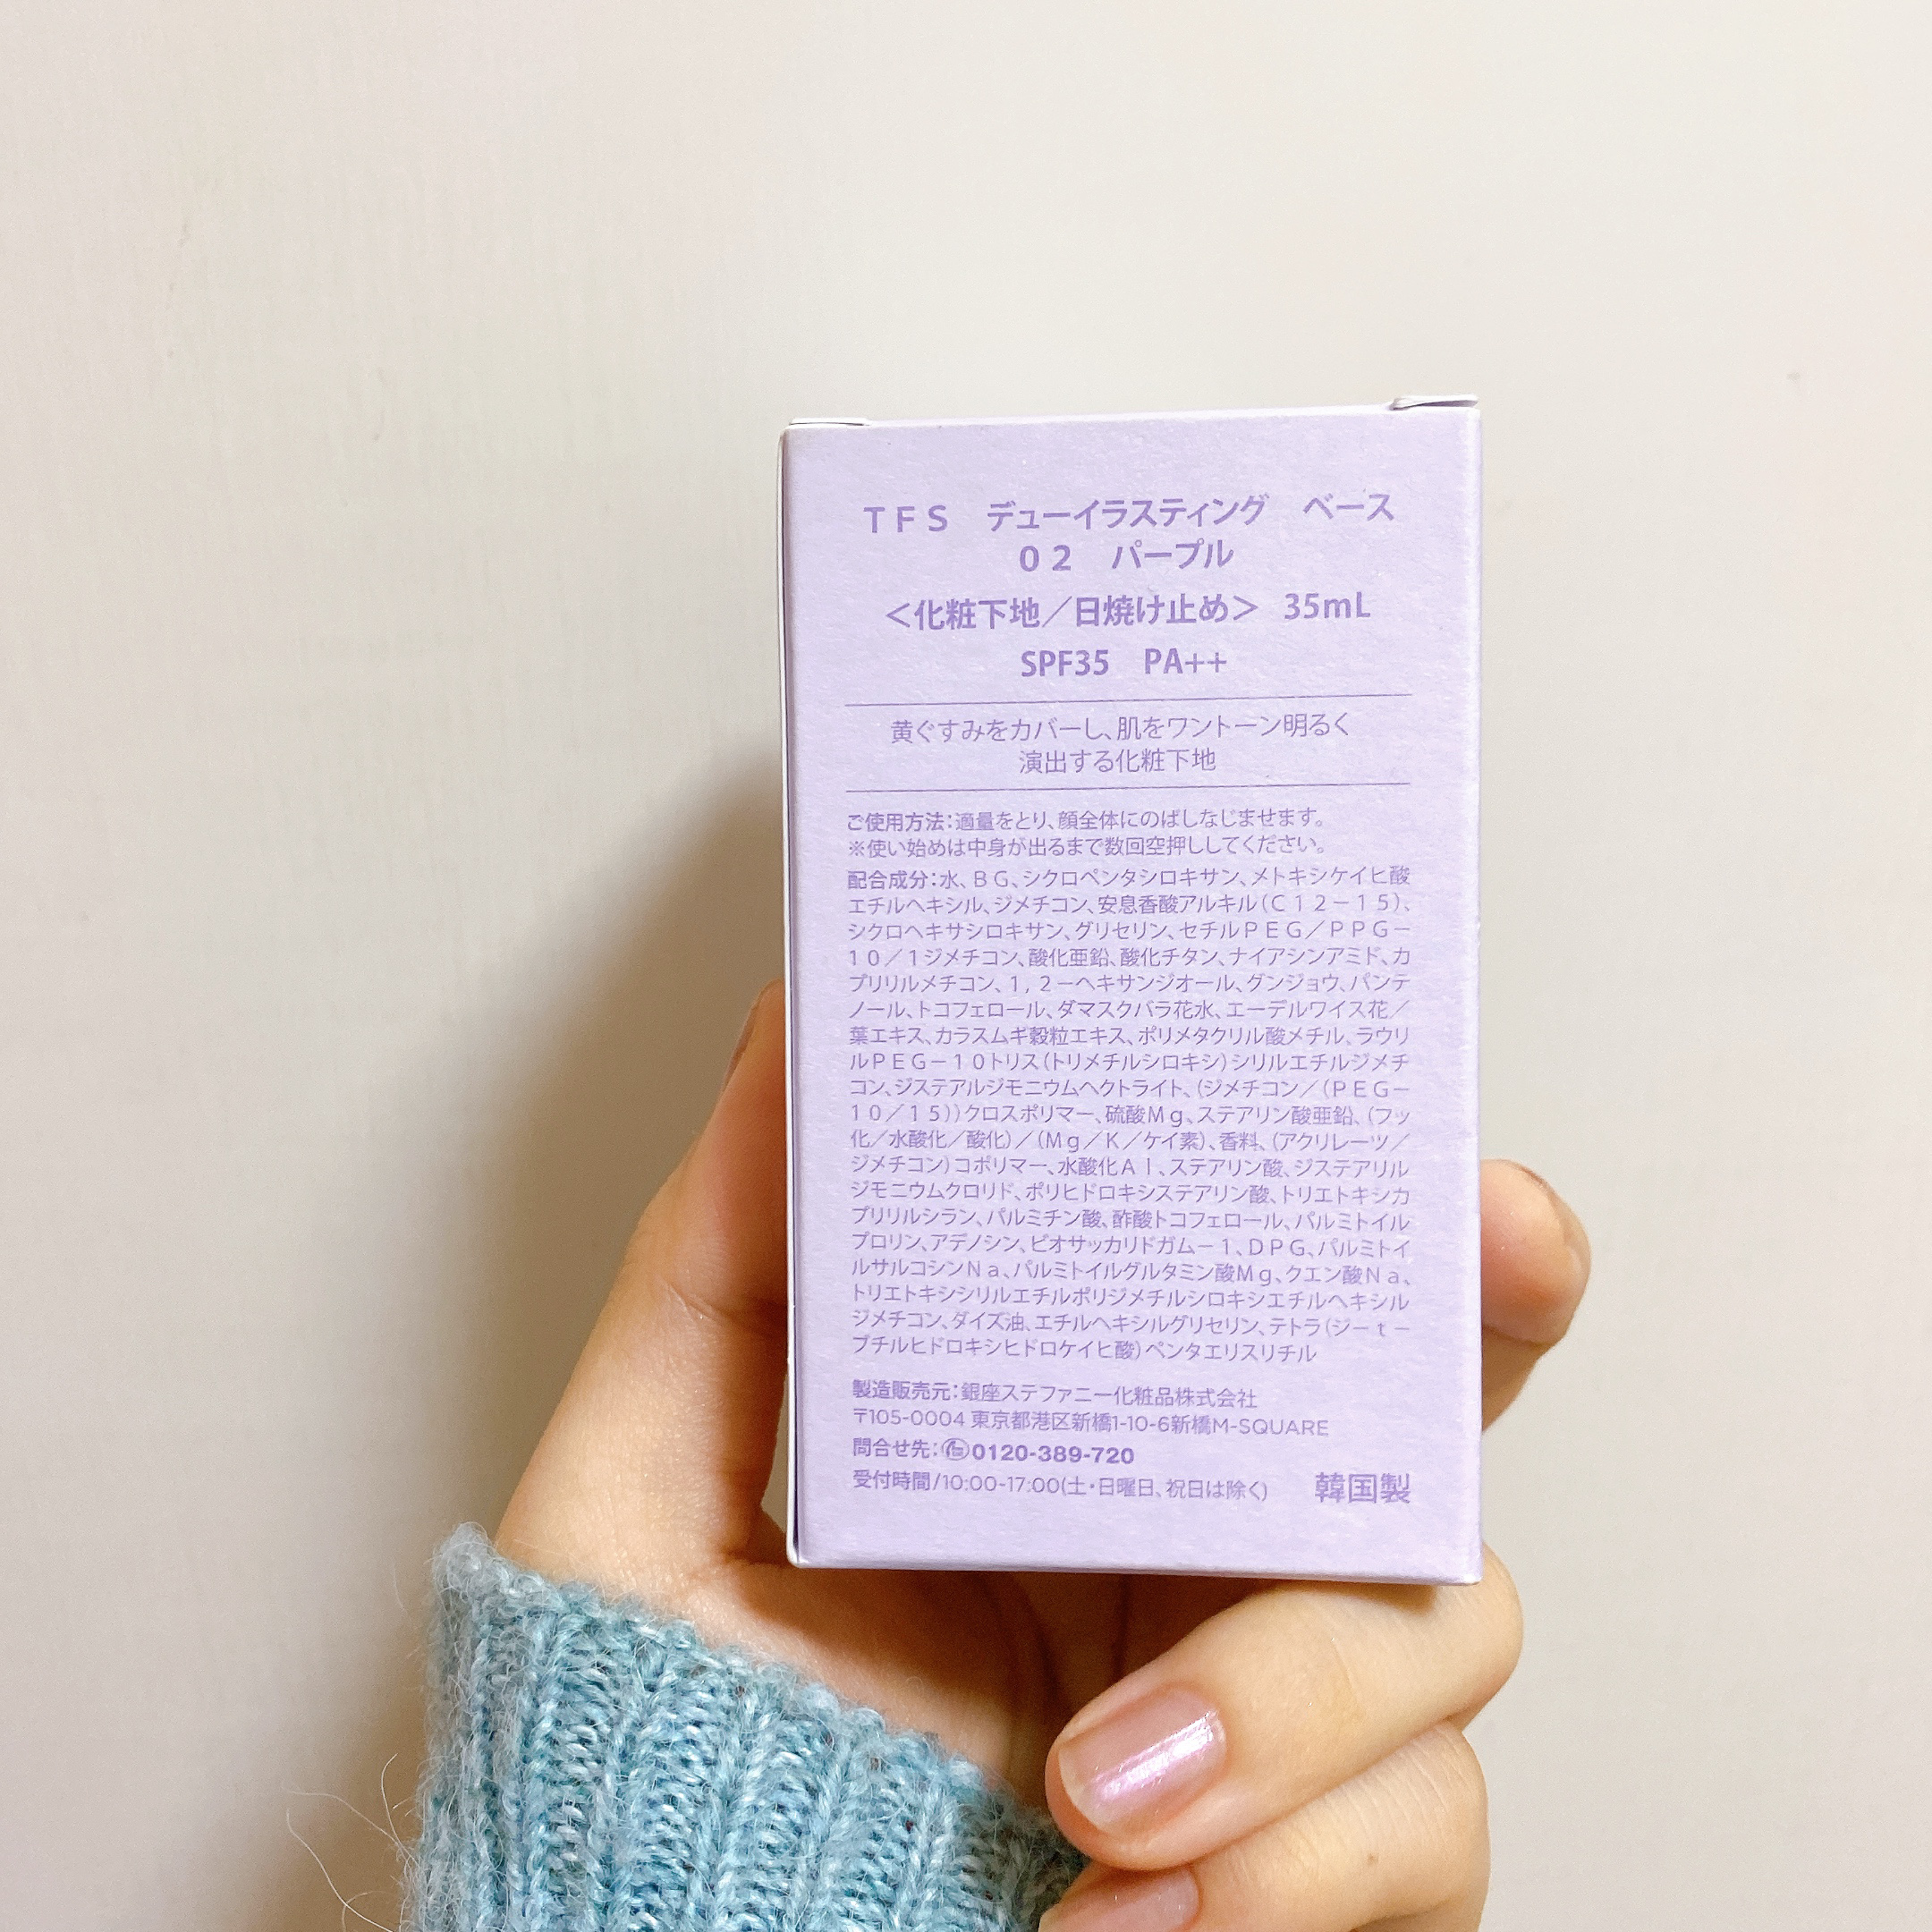 TFS デューイラスティング ベース
02 パープル
＜化粧下地／日焼け止め＞ 35mL
SPF35 PA++
黄ぐすみをカバーし、肌をワントーン明るく
演出する化粧下地
ご使用方法：適量をとり、顔全体にのばしなじませます。
※使い始めは中身が出るまで数回空押ししてください。
配合成分：水、ＢＧ、シクロペンタシロキサン、メトキシケイヒ酸
エチルヘキシル、ジメチコン、安息香酸アルキル（Ｃ１２－１５）、
シクロヘキサシロキサン、グリセリン、セチルＰＥＧ／ＰＰＧ－
１０／１ジメチコン、酸化亜鉛、酸化チタン、ナイアシンアミド、カ
プリリルメチコン、１，２－ヘキサンジオール、グンジョウ、パンテ
ノール、トコフェロール、ダマスクバラ花水、エーデルワイス花／
葉エキス、カラスムギ穀粒エキス、ポリメタクリル酸メチル、ラウリ
ルＰＥＧ－１０トリス（トリメチルシロキシ）シリルエチルジメチ
コン、ジステアルジモニウムヘクトライト、（ジメチコン／（ＰＥＧ－
１０／１５））クロスポリマー、硫酸Ｍｇ、ステアリン酸亜鉛、（フッ
化／水酸化／酸化）／（Ｍｇ／Ｋ／ケイ素）、香料、（アクリレーツ／
ジメチコン）コポリマー、水酸化Ａｌ、ステアリン酸、ジステアリル
ジモニウムクロリド、ポリヒドロキシステアリン酸、トリエトキシカ
プリリルシラン、パルミチン酸、酢酸トコフェロール、パルミトイル
プロリン、アデノシン、ビオサッカリドガム－１、ＤＰＧ、パルミトイ
ルサルコシンＮａ、パルミトイルグルタミン酸Ｍｇ、クエン酸Ｎａ、
トリエトキシシリルエチルポリジメチルシロキシエチルヘキシル
ジメチコン、ダイズ油、エチルヘキシルグリセリン、テトラ（ジ－ｔ－
ブチルヒドロキシヒドロケイヒ酸）ペンタエリスリチル
製造販売元：銀座ステファニー化粧品株式会社
〒105-0004 東京都港区新橋1-10-6新橋M-SQUARE
問合せ先：0120-389-720
受付時間/10:00-17:00(土・日曜日、祝日は除く) 韓国製